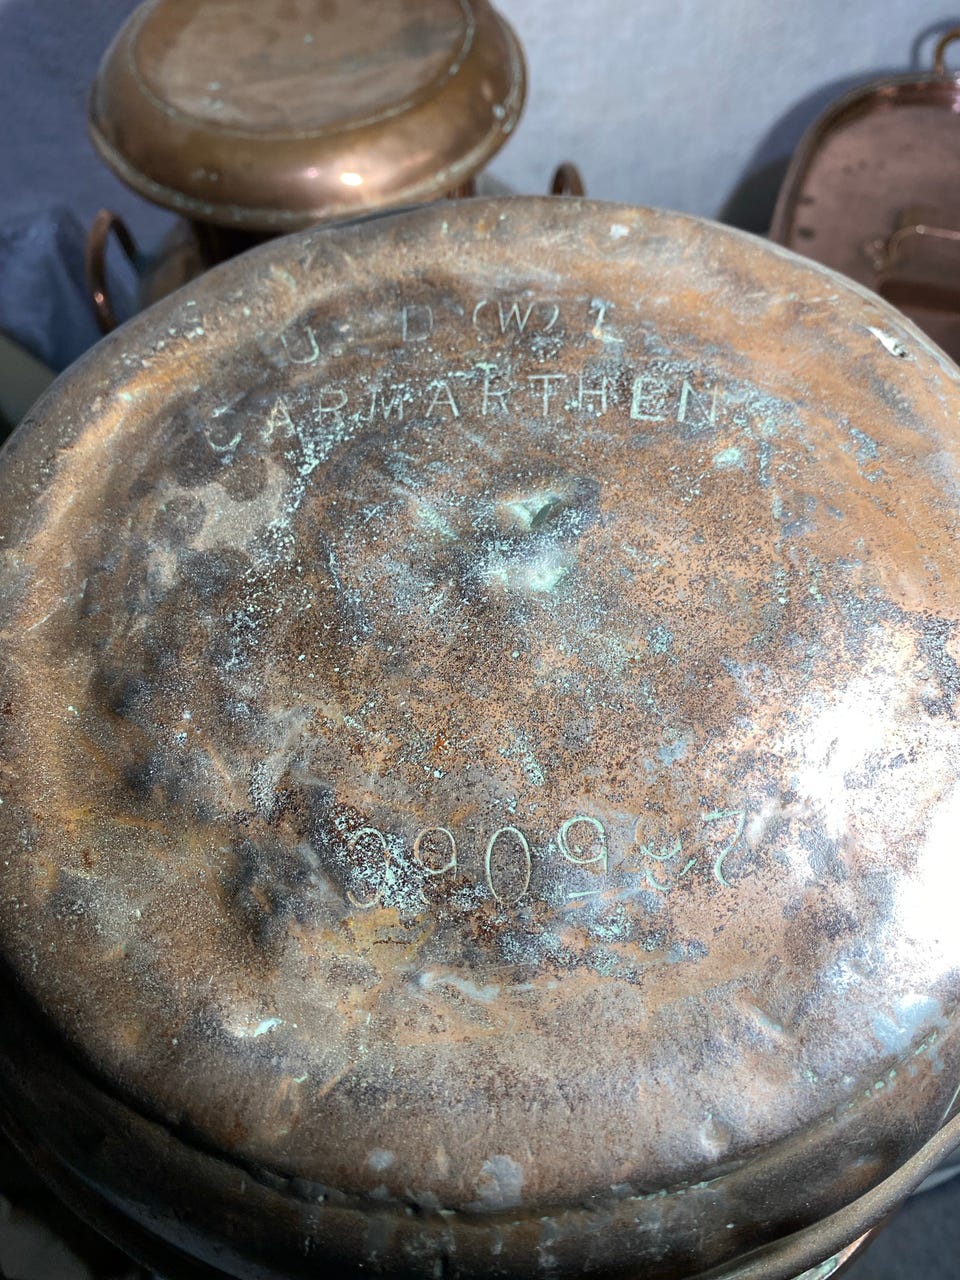 U. D (W) L
CARMARTHEN